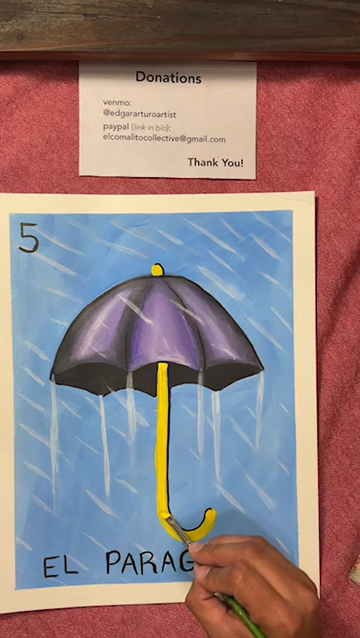 Donations
venmo:
@edgararturoartist
paypal (link in bio):
elcomalitocollective@gmail.com
Thank You!
5
EL PARAG